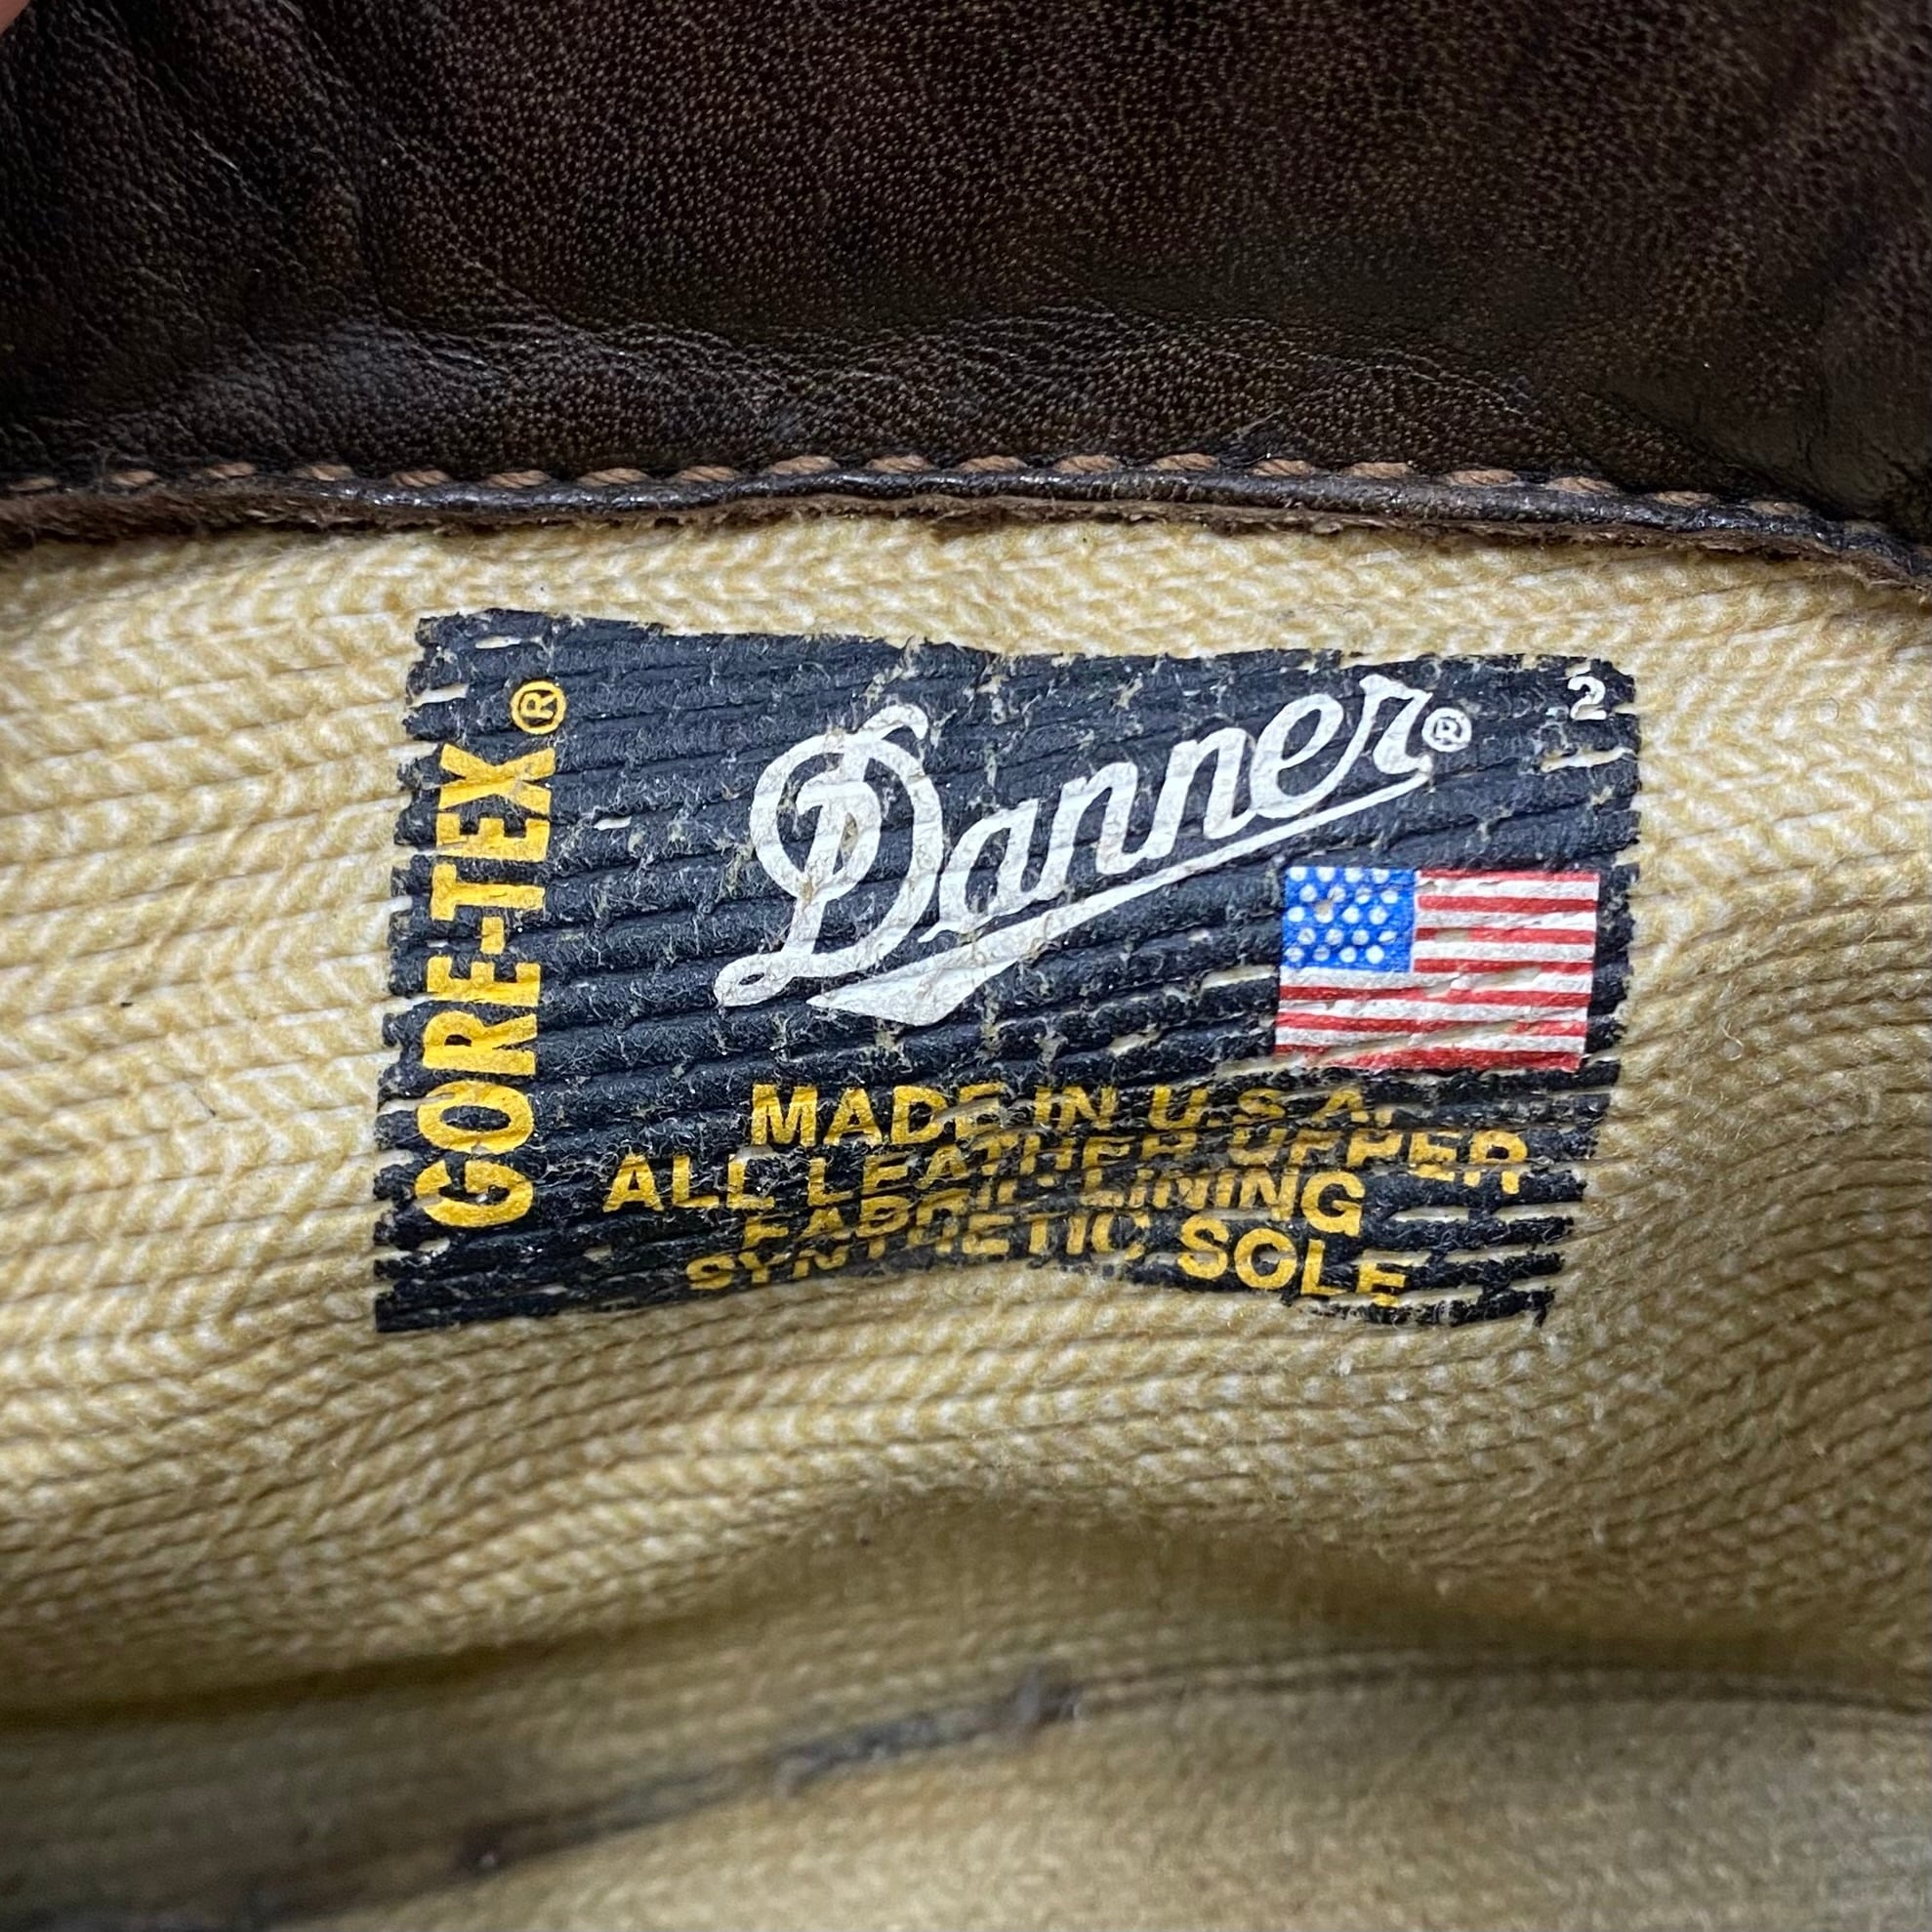 GORE-TEX®
Danner®
2
MADE IN U.S.A.
ALL LEATHER UPPER
FABRIC LINING
SYNTHETIC SOLE